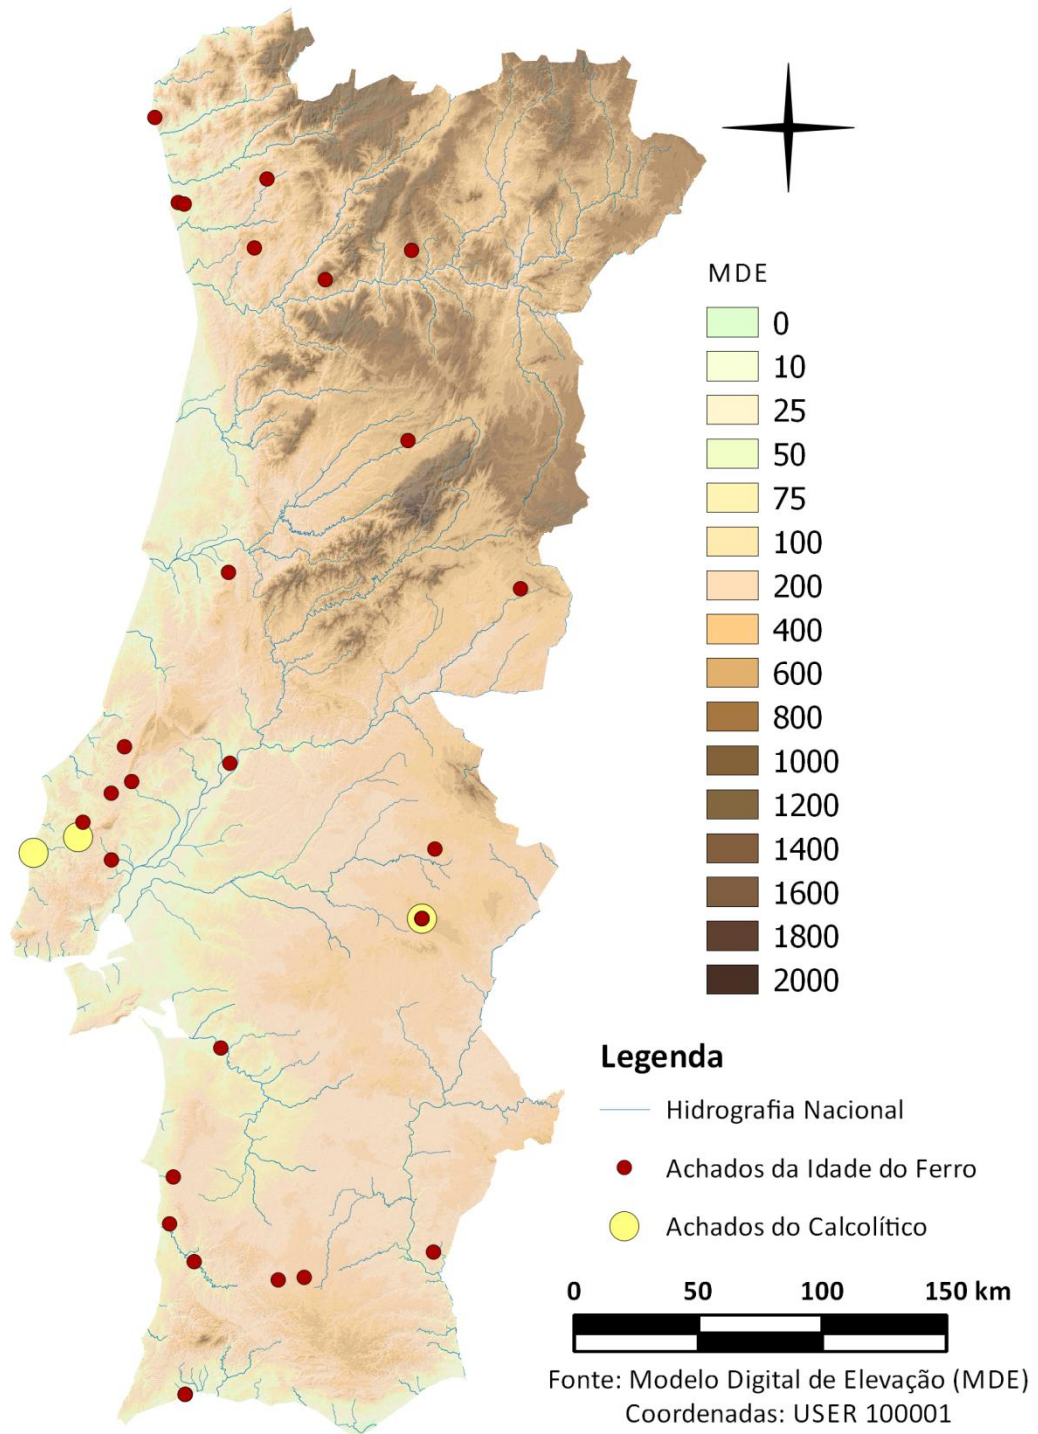 MDE
0
10
25
50
75
100
200
400
600
800
1000
1200
1400
1600
1800
2000
Legenda
Hidrografia Nacional
Achados da Idade do Ferro
Achados do Calcolítico
0 50 100 150 km
Fonte: Modelo Digital de Elevação (MDE)
Coordenadas: USER 100001